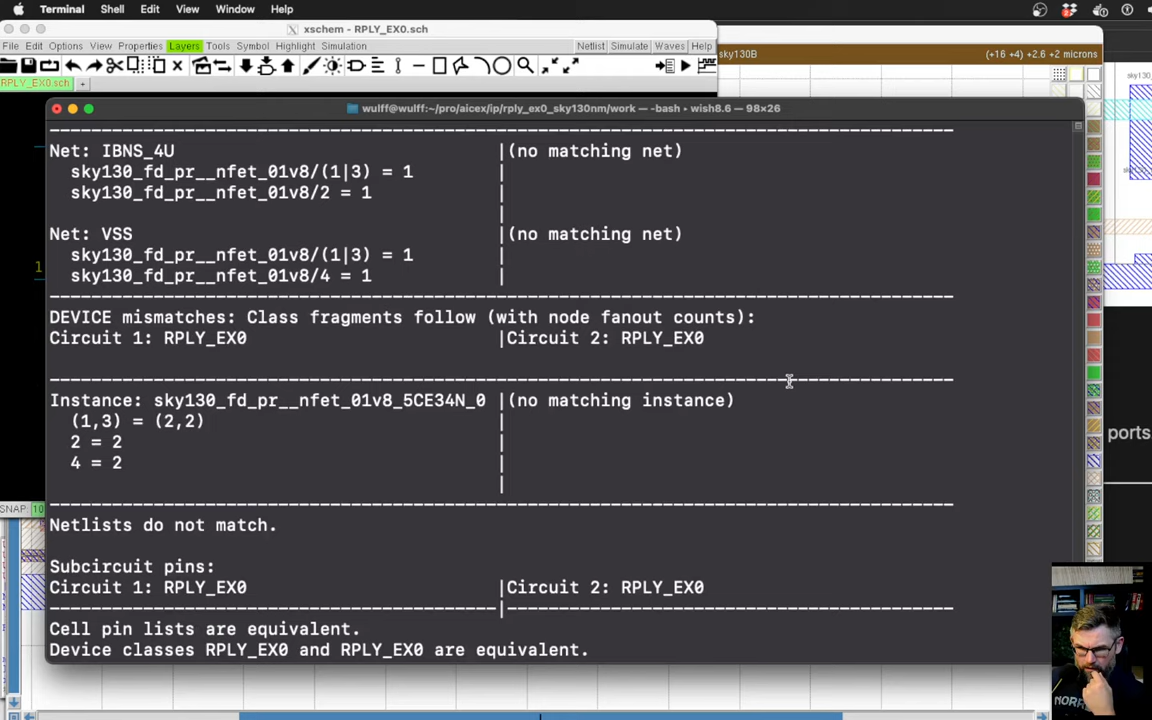 Terminal Shell Edit View Window Help
xschem - RPLY_EX0.sch
File Edit Options View Properties Layers Tools Symbol Highlight Simulation Netlist Simulate Waves Help
sky130B (+16 +4) +2.6 +2 microns
RPLY_EX0.sch +
wulff@wulff:~/pro/aicex/ip/rply_ex0_sky130nm/work — -bash • wish8.6 — 98×26
Net: IBNS_4U |(no matching net)
sky130_fd_pr__nfet_01v8/(1|3) = 1 |
sky130_fd_pr__nfet_01v8/2 = 1 |
|
Net: VSS |(no matching net)
sky130_fd_pr__nfet_01v8/(1|3) = 1 |
sky130_fd_pr__nfet_01v8/4 = 1 |
DEVICE mismatches: Class fragments follow (with node fanout counts):
Circuit 1: RPLY_EX0 |Circuit 2: RPLY_EX0
Instance: sky130_fd_pr__nfet_01v8_5CE34N_0 |(no matching instance)
(1,3) = (2,2) |
2 = 2 |
4 = 2 |
|
Netlists do not match.
Subcircuit pins:
Circuit 1: RPLY_EX0 |Circuit 2: RPLY_EX0
Cell pin lists are equivalent.
Device classes RPLY_EX0 and RPLY_EX0 are equivalent.
ports
SNAP: 10
1